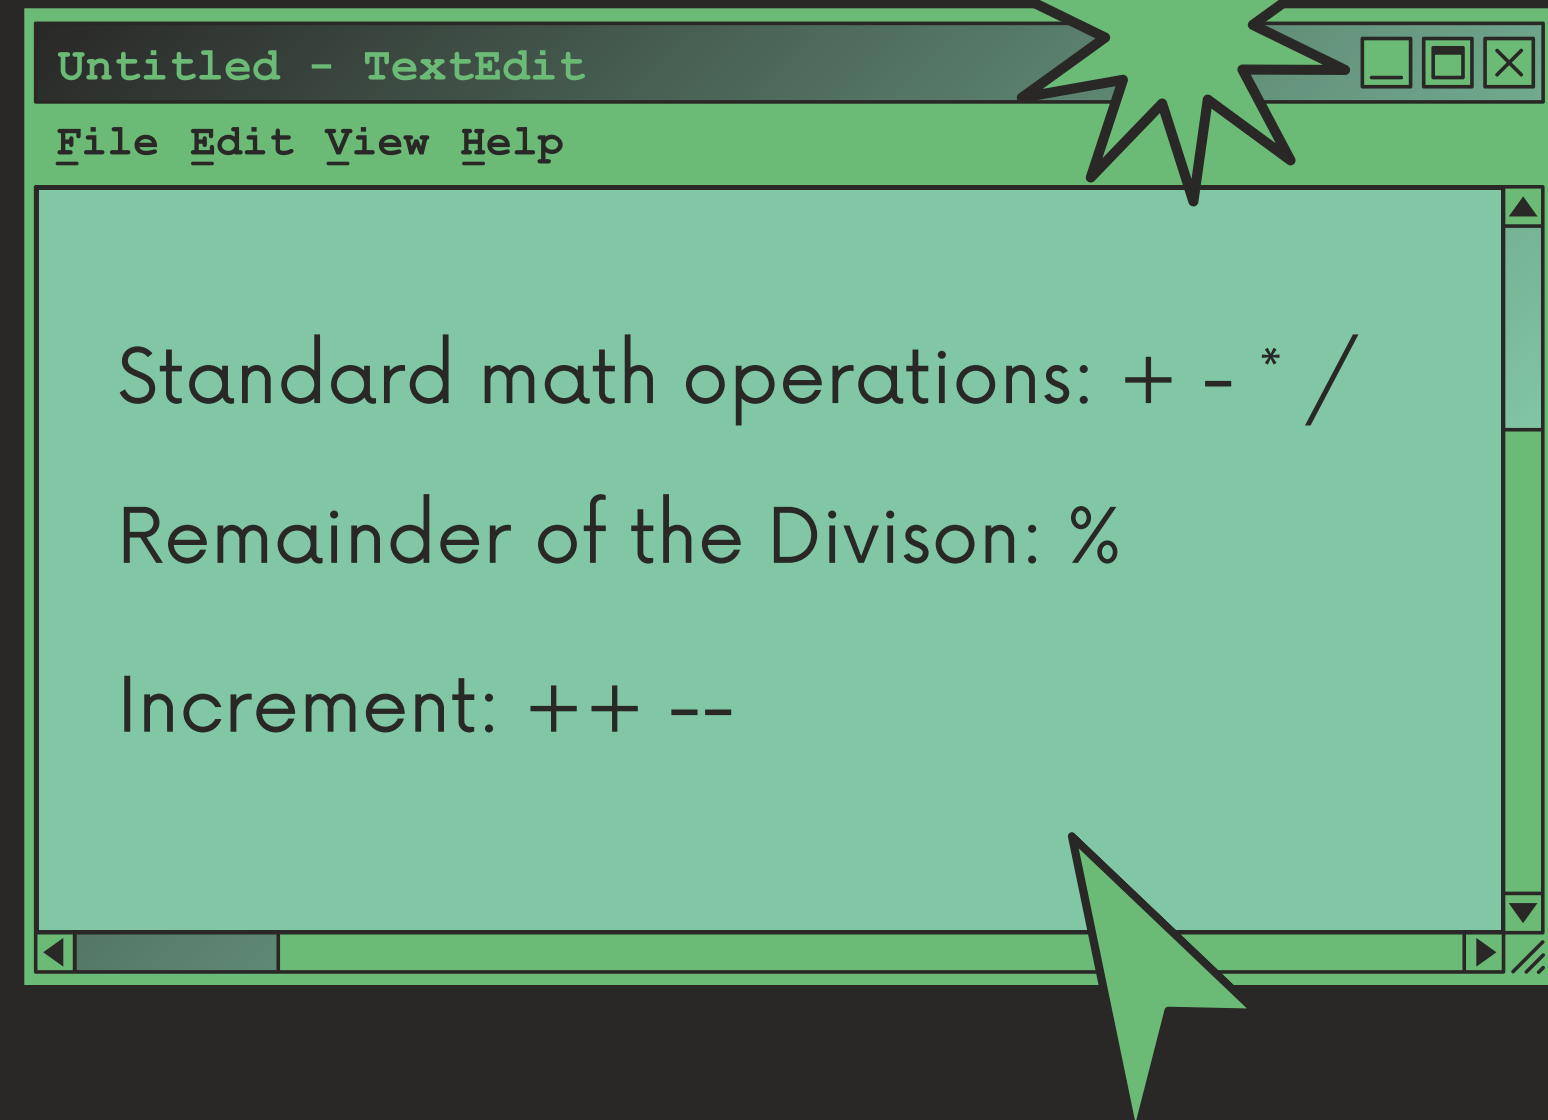 Untitled - TextEdit
File Edit View Help
Standard math operations: + - * /
Remainder of the Divison: %
Increment: ++ --